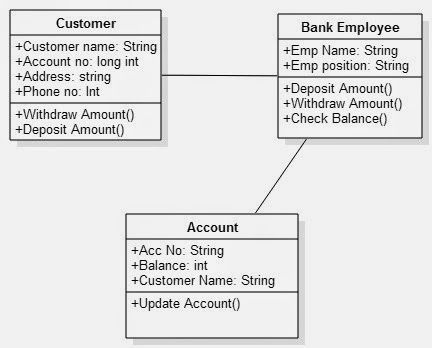 Customer
+Customer name: String
+Account no: long int
+Address: string
+Phone no: Int
+Withdraw Amount()
+Deposit Amount()
Bank Employee
+Emp Name: String
+Emp position: String
+Deposit Amount()
+Withdraw Amount()
+Check Balance()
Account
+Acc No: String
+Balance: int
+Customer Name: String
+Update Account()